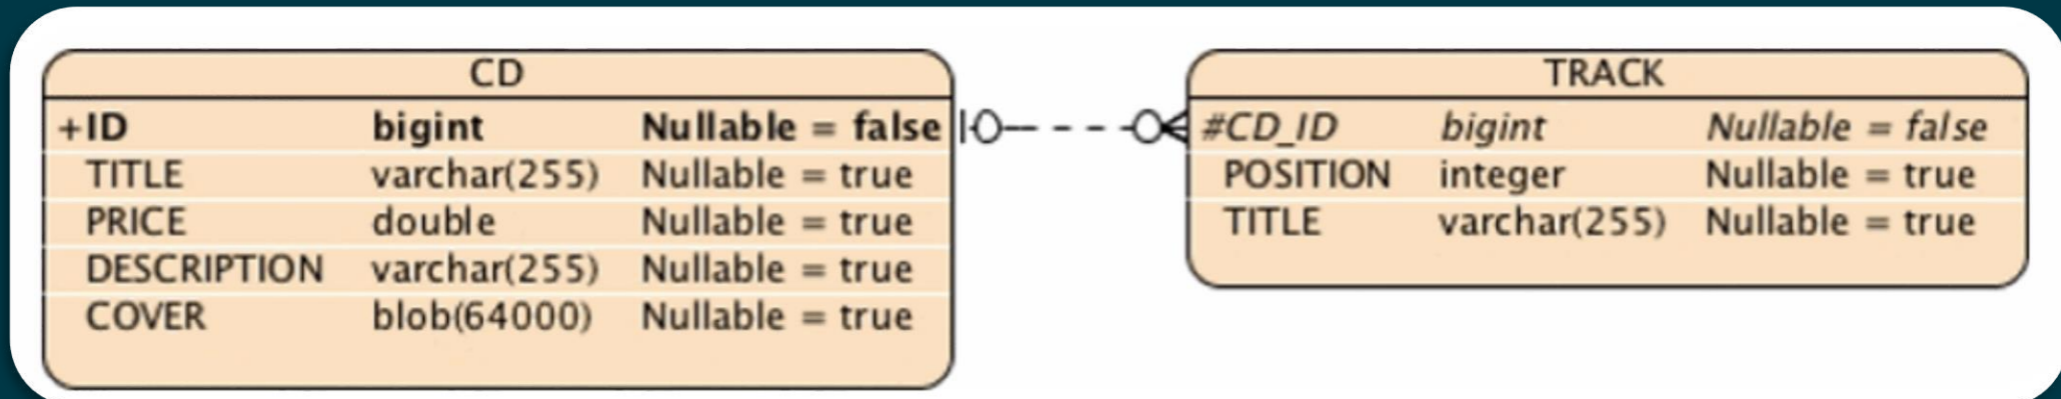 CD
+ID bigint Nullable = false
TITLE varchar(255) Nullable = true
PRICE double Nullable = true
DESCRIPTION varchar(255) Nullable = true
COVER blob(64000) Nullable = true
TRACK
#CD_ID bigint Nullable = false
POSITION integer Nullable = true
TITLE varchar(255) Nullable = true